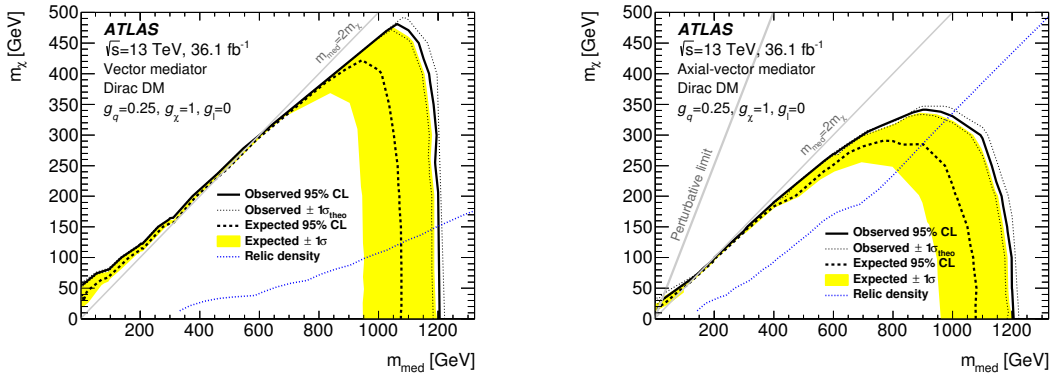 m_χ [GeV]
500
450
400
350
300
250
200
150
100
50
0
ATLAS
√s=13 TeV, 36.1 fb⁻¹
Vector mediator
Dirac DM
g_q=0.25, g_χ=1, g_l=0
m_med=2m_χ
Observed 95% CL
Observed ± 1σ_theo
Expected 95% CL
Expected ± 1σ
Relic density
200 400 600 800 1000 1200
m_med [GeV]
m_χ [GeV]
500
450
400
350
300
250
200
150
100
50
0
ATLAS
√s=13 TeV, 36.1 fb⁻¹
Axial-vector mediator
Dirac DM
g_q=0.25, g_χ=1, g_l=0
Perturbative limit
m_med=2m_χ
Observed 95% CL
Observed ± 1σ_theo
Expected 95% CL
Expected ± 1σ
Relic density
200 400 600 800 1000 1200
m_med [GeV]